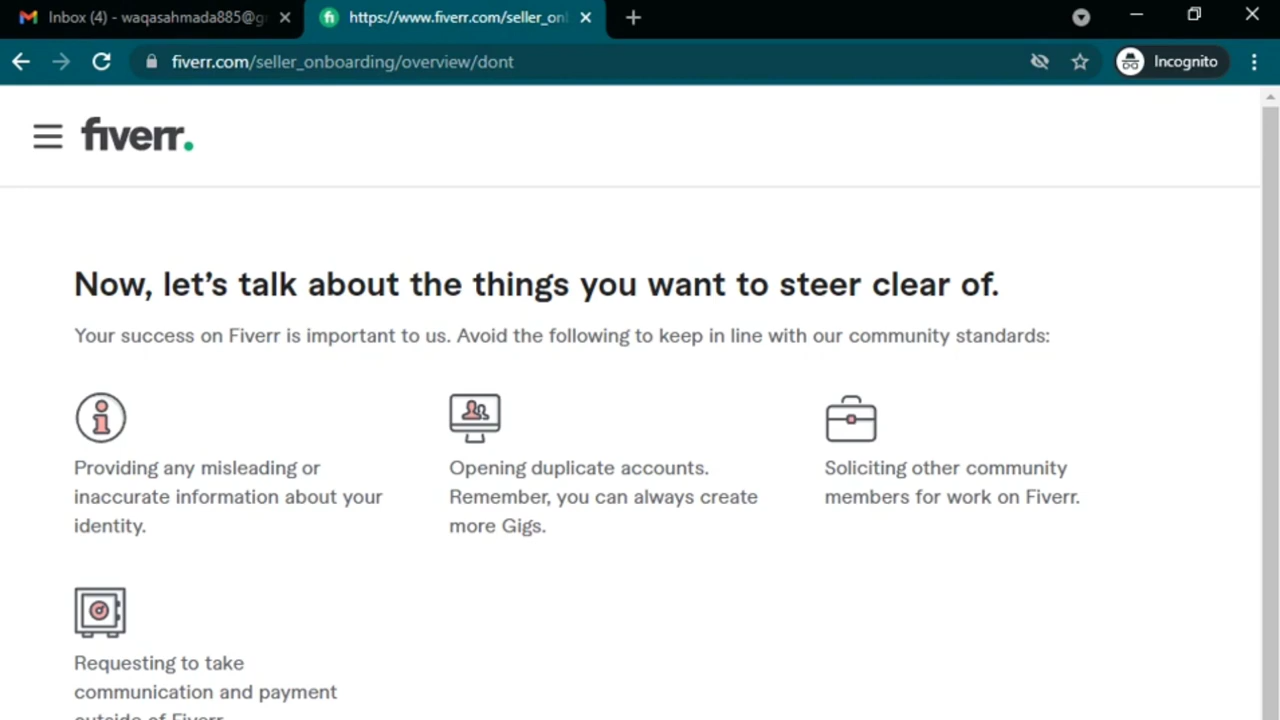 Inbox (4) - waqasahmada885@g
https://www.fiverr.com/seller_onl
fiverr.com/seller_onboarding/overview/dont
Incognito
fiverr.
Now, let's talk about the things you want to steer clear of.
Your success on Fiverr is important to us. Avoid the following to keep in line with our community standards:
Providing any misleading or
inaccurate information about your
identity.
Opening duplicate accounts.
Remember, you can always create
more Gigs.
Soliciting other community
members for work on Fiverr.
Requesting to take
communication and payment
outside of Fiverr